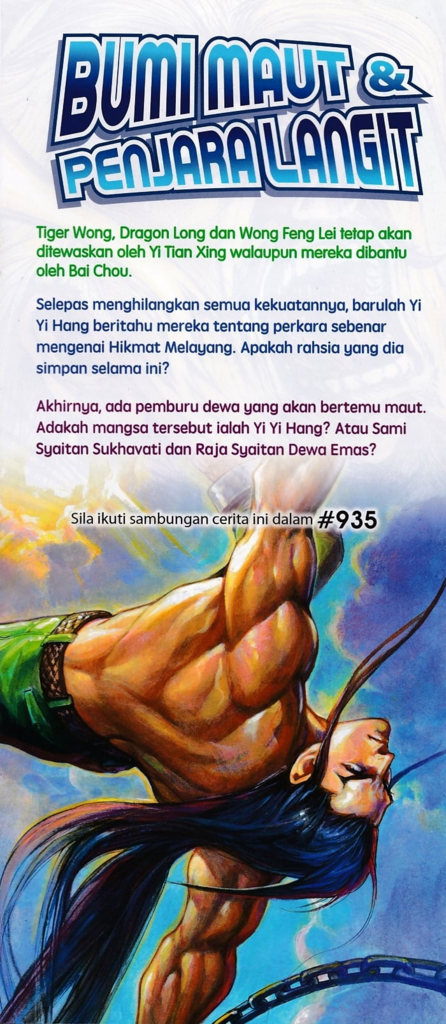 BUMI MAUT &
PENJARA LANGIT
Tiger Wong, Dragon Long dan Wong Feng Lei tetap akan
ditewaskan oleh Yi Tian Xing walaupun mereka dibantu
oleh Bai Chou.
Selepas menghilangkan semua kekuatannya, barulah Yi
Yi Hang beritahu mereka tentang perkara sebenar
mengenai Hikmat Melayang. Apakah rahsia yang dia
simpan selama ini?
Akhirnya, ada pemburu dewa yang akan bertemu maut.
Adakah mangsa tersebut ialah Yi Yi Hang? Atau Sami
Syaitan Sukhavati dan Raja Syaitan Dewa Emas?
Sila ikuti sambungan cerita ini dalam #935